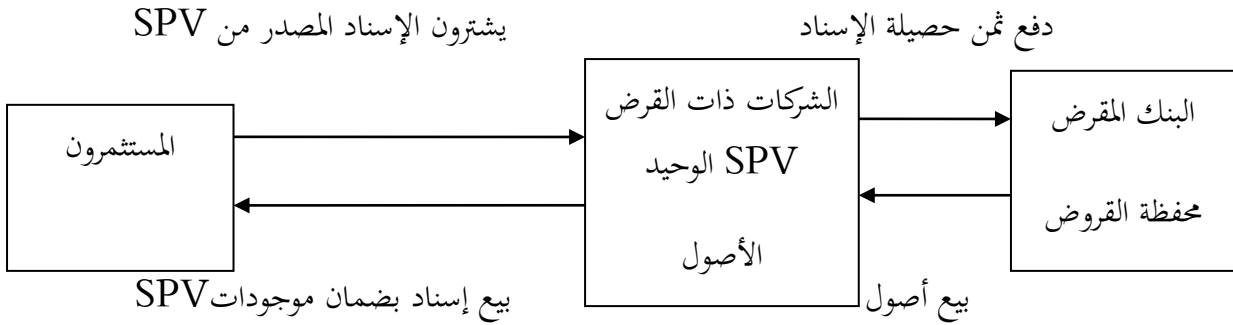 دفع ثمن حصيلة الإسناد
يشترون الإسناد المصدر من SPV
البنك المقرض
محفظة القروض
الشركات ذات القرض
الوحيد SPV
الأصول
المستثمرون
بيع أصول
بيع إسناد بضمان موجودات SPV